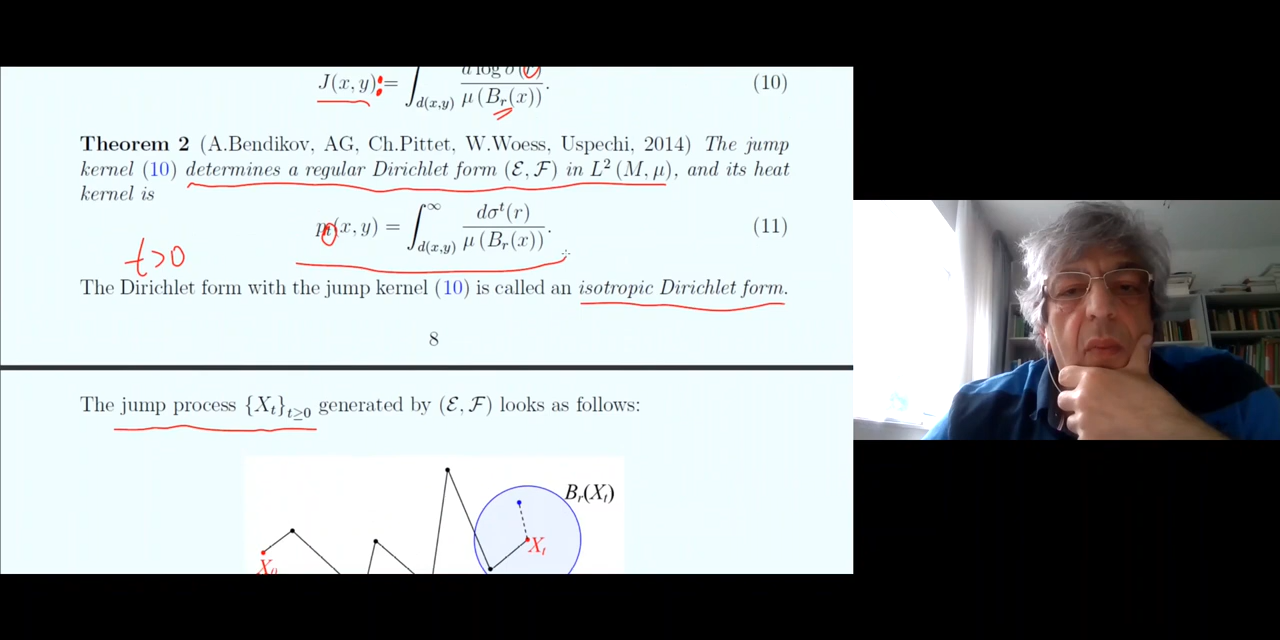 J(x, y) := ∫_{d(x,y)} d log σ(r) / μ (B_r(x)) . (10)
Theorem 2 (A.Bendikov, AG, Ch.Pittet, W.Woess, Uspechi, 2014) The jump
kernel (10) determines a regular Dirichlet form (ℰ, ℱ) in L² (M, μ), and its heat
kernel is
(x, y) = ∫_{d(x,y)}^{∞} dσ^t(r) / μ (B_r(x)) . (11)
t>0
The Dirichlet form with the jump kernel (10) is called an isotropic Dirichlet form.
8
The jump process {X_t}_{t≥0} generated by (ℰ, ℱ) looks as follows:
B_r(X_t)
X_t
X_0